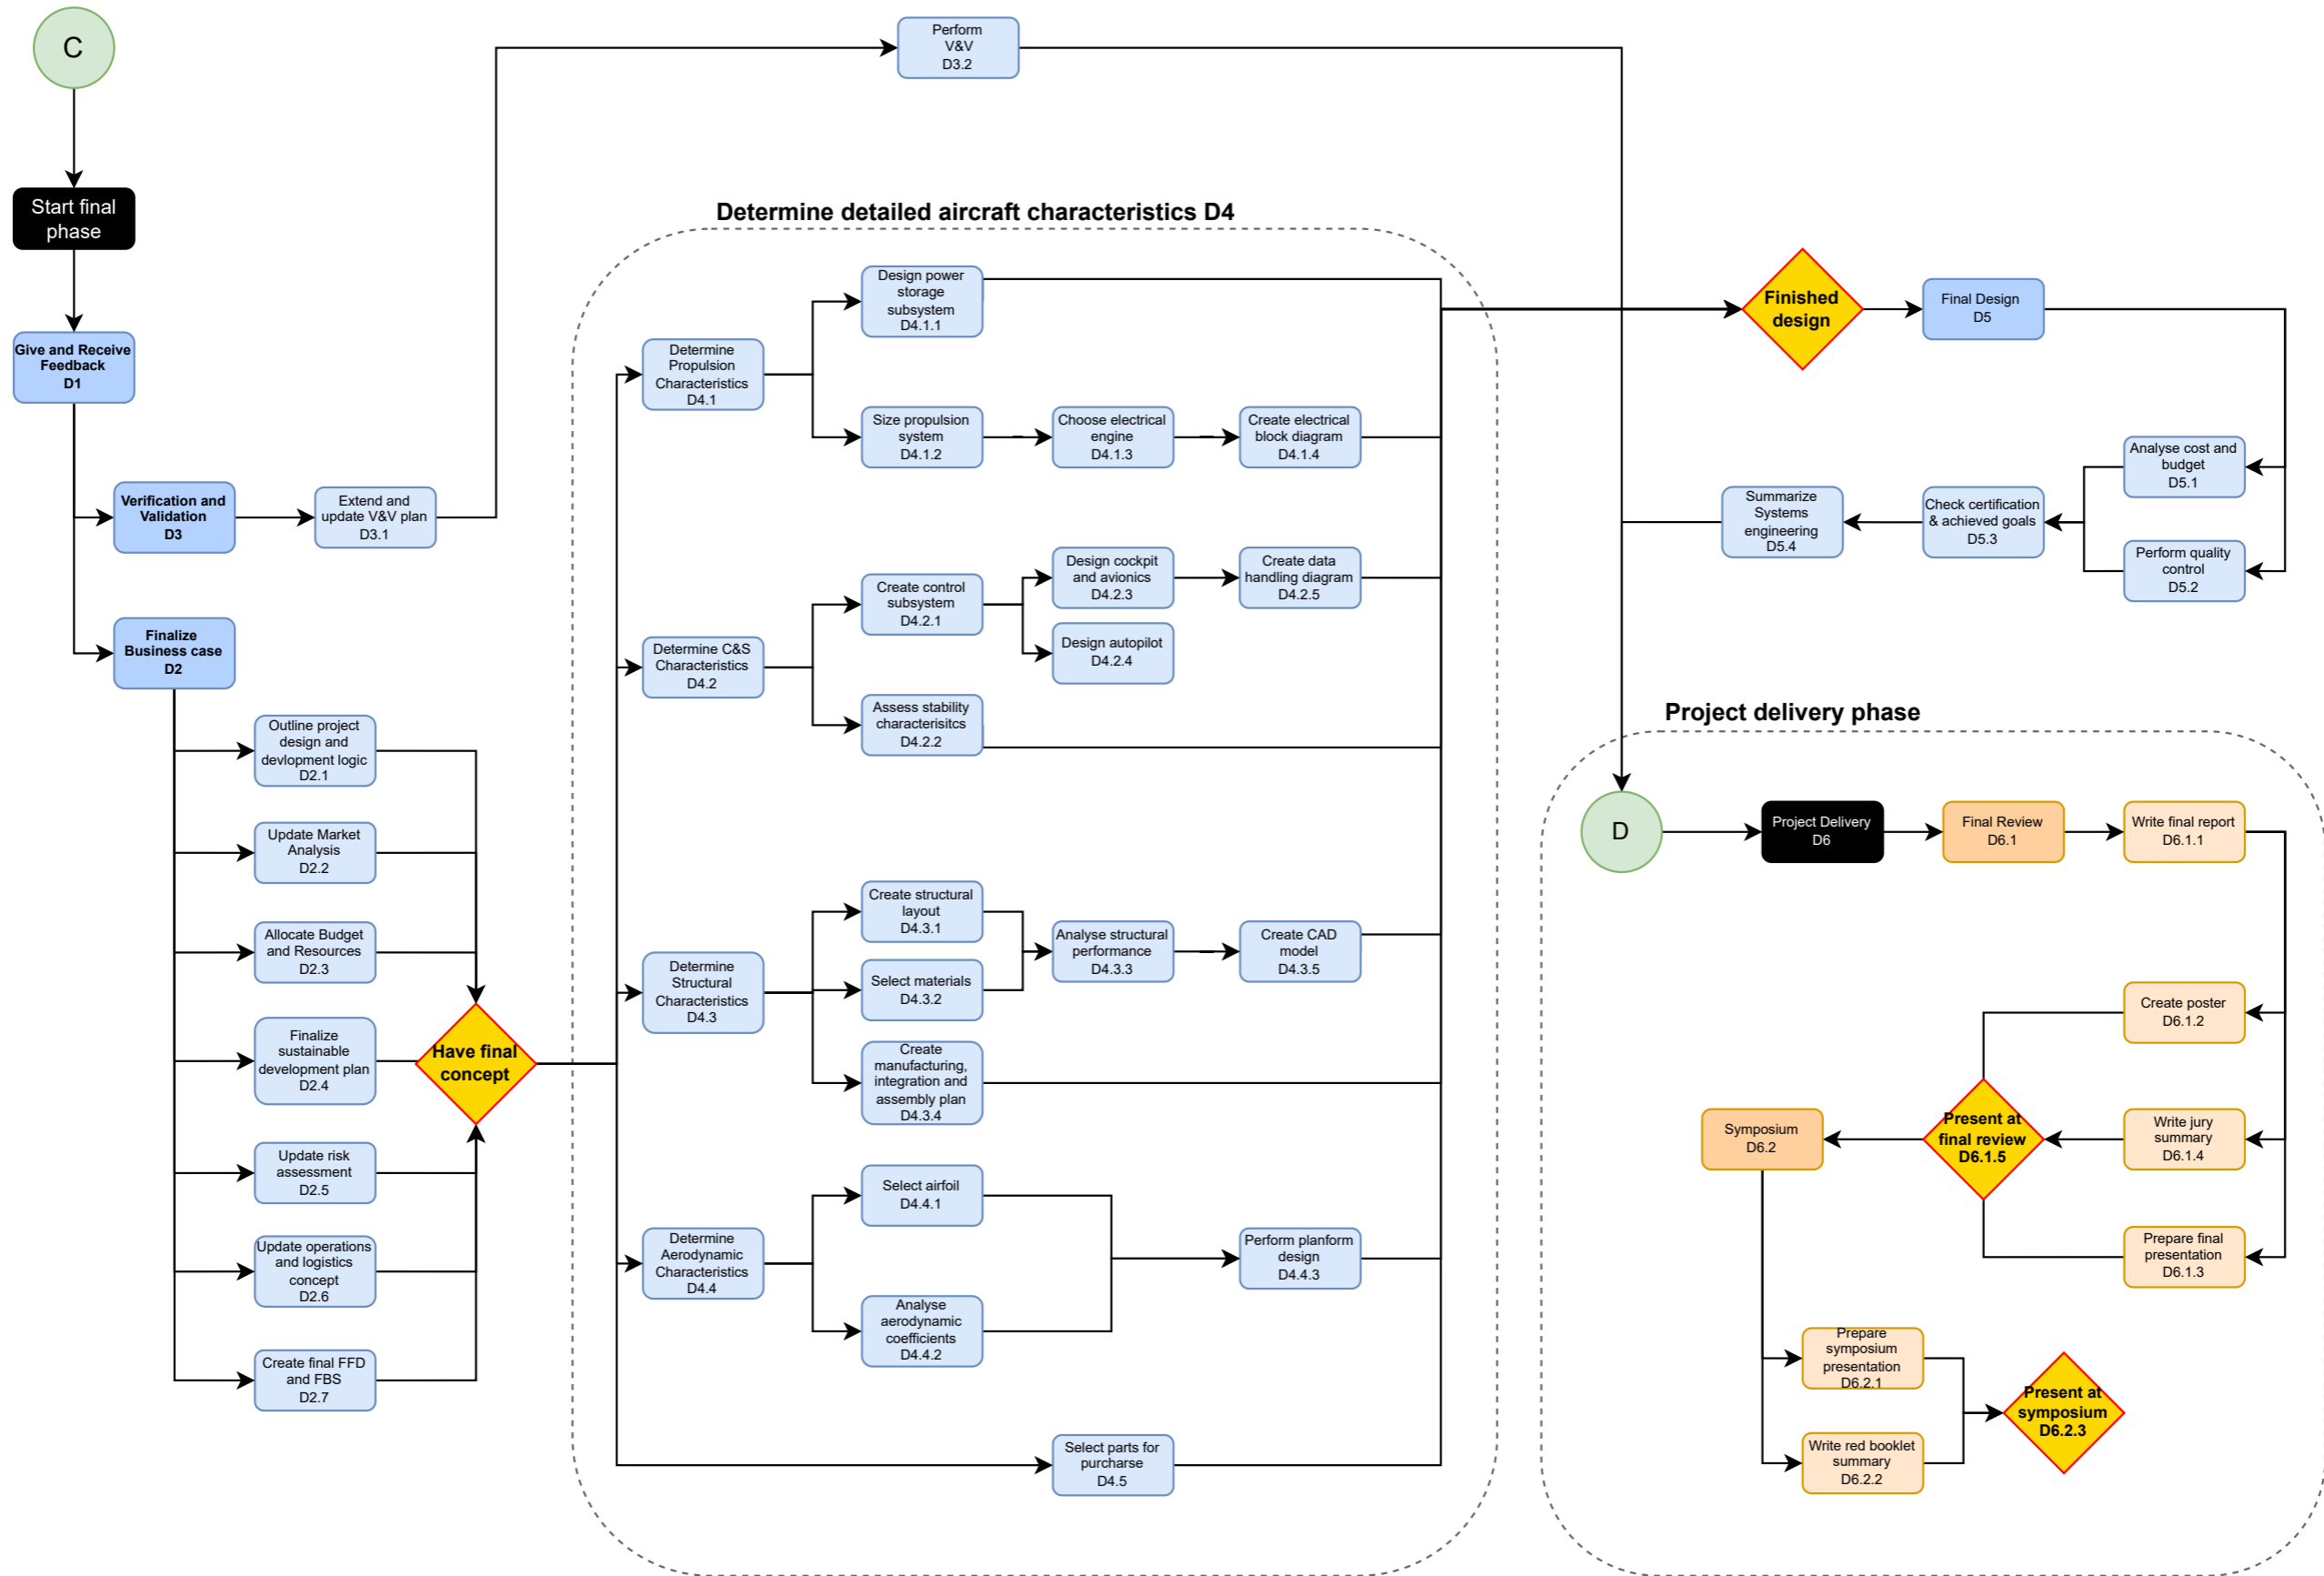 C
Start final
phase
Give and Receive
Feedback
D1
Verification and
Validation
D3
Extend and
update V&V plan
D3.1
Perform
V&V
D3.2
Finalize
Business case
D2
Outline project
design and
devlopment logic
D2.1
Update Market
Analysis
D2.2
Allocate Budget
and Resources
D2.3
Finalize
sustainable
development plan
D2.4
Update risk
assessment
D2.5
Update operations
and logistics
concept
D2.6
Create final FFD
and FBS
D2.7
Have final
concept
Determine detailed aircraft characteristics D4
Determine
Propulsion
Characteristics
D4.1
Design power
storage
subsystem
D4.1.1
Size propulsion
system
D4.1.2
Choose electrical
engine
D4.1.3
Create electrical
block diagram
D4.1.4
Determine C&S
Characteristics
D4.2
Create control
subsystem
D4.2.1
Design cockpit
and avionics
D4.2.3
Create data
handling diagram
D4.2.5
Design autopilot
D4.2.4
Assess stability
characterisitcs
D4.2.2
Determine
Structural
Characteristics
D4.3
Create structural
layout
D4.3.1
Select materials
D4.3.2
Analyse structural
performance
D4.3.3
Create CAD
model
D4.3.5
Create
manufacturing,
integration and
assembly plan
D4.3.4
Determine
Aerodynamic
Characteristics
D4.4
Select airfoil
D4.4.1
Analyse
aerodynamic
coefficients
D4.4.2
Perform planform
design
D4.4.3
Select parts for
purcharse
D4.5
Finished
design
Final Design
D5
Analyse cost and
budget
D5.1
Perform quality
control
D5.2
Check certification
& achieved goals
D5.3
Summarize
Systems
engineering
D5.4
Project delivery phase
D
Project Delivery
D6
Final Review
D6.1
Write final report
D6.1.1
Create poster
D6.1.2
Write jury
summary
D6.1.4
Prepare final
presentation
D6.1.3
Present at
final review
D6.1.5
Symposium
D6.2
Prepare
symposium
presentation
D6.2.1
Write red booklet
summary
D6.2.2
Present at
symposium
D6.2.3